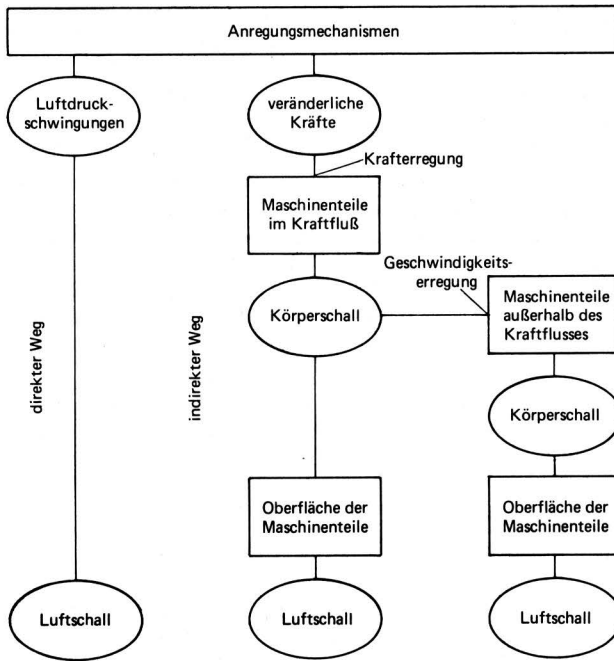 Anregungsmechanismen
Luftdruck-
schwingungen
veränderliche
Kräfte
Krafterregung
Maschinenteile
im Kraftfluß
Geschwindigkeits-
erregung
Körperschall
Maschinenteile
außerhalb des
Kraftflusses
direkter Weg
indirekter Weg
Körperschall
Oberfläche der
Maschinenteile
Oberfläche der
Maschinenteile
Luftschall
Luftschall
Luftschall